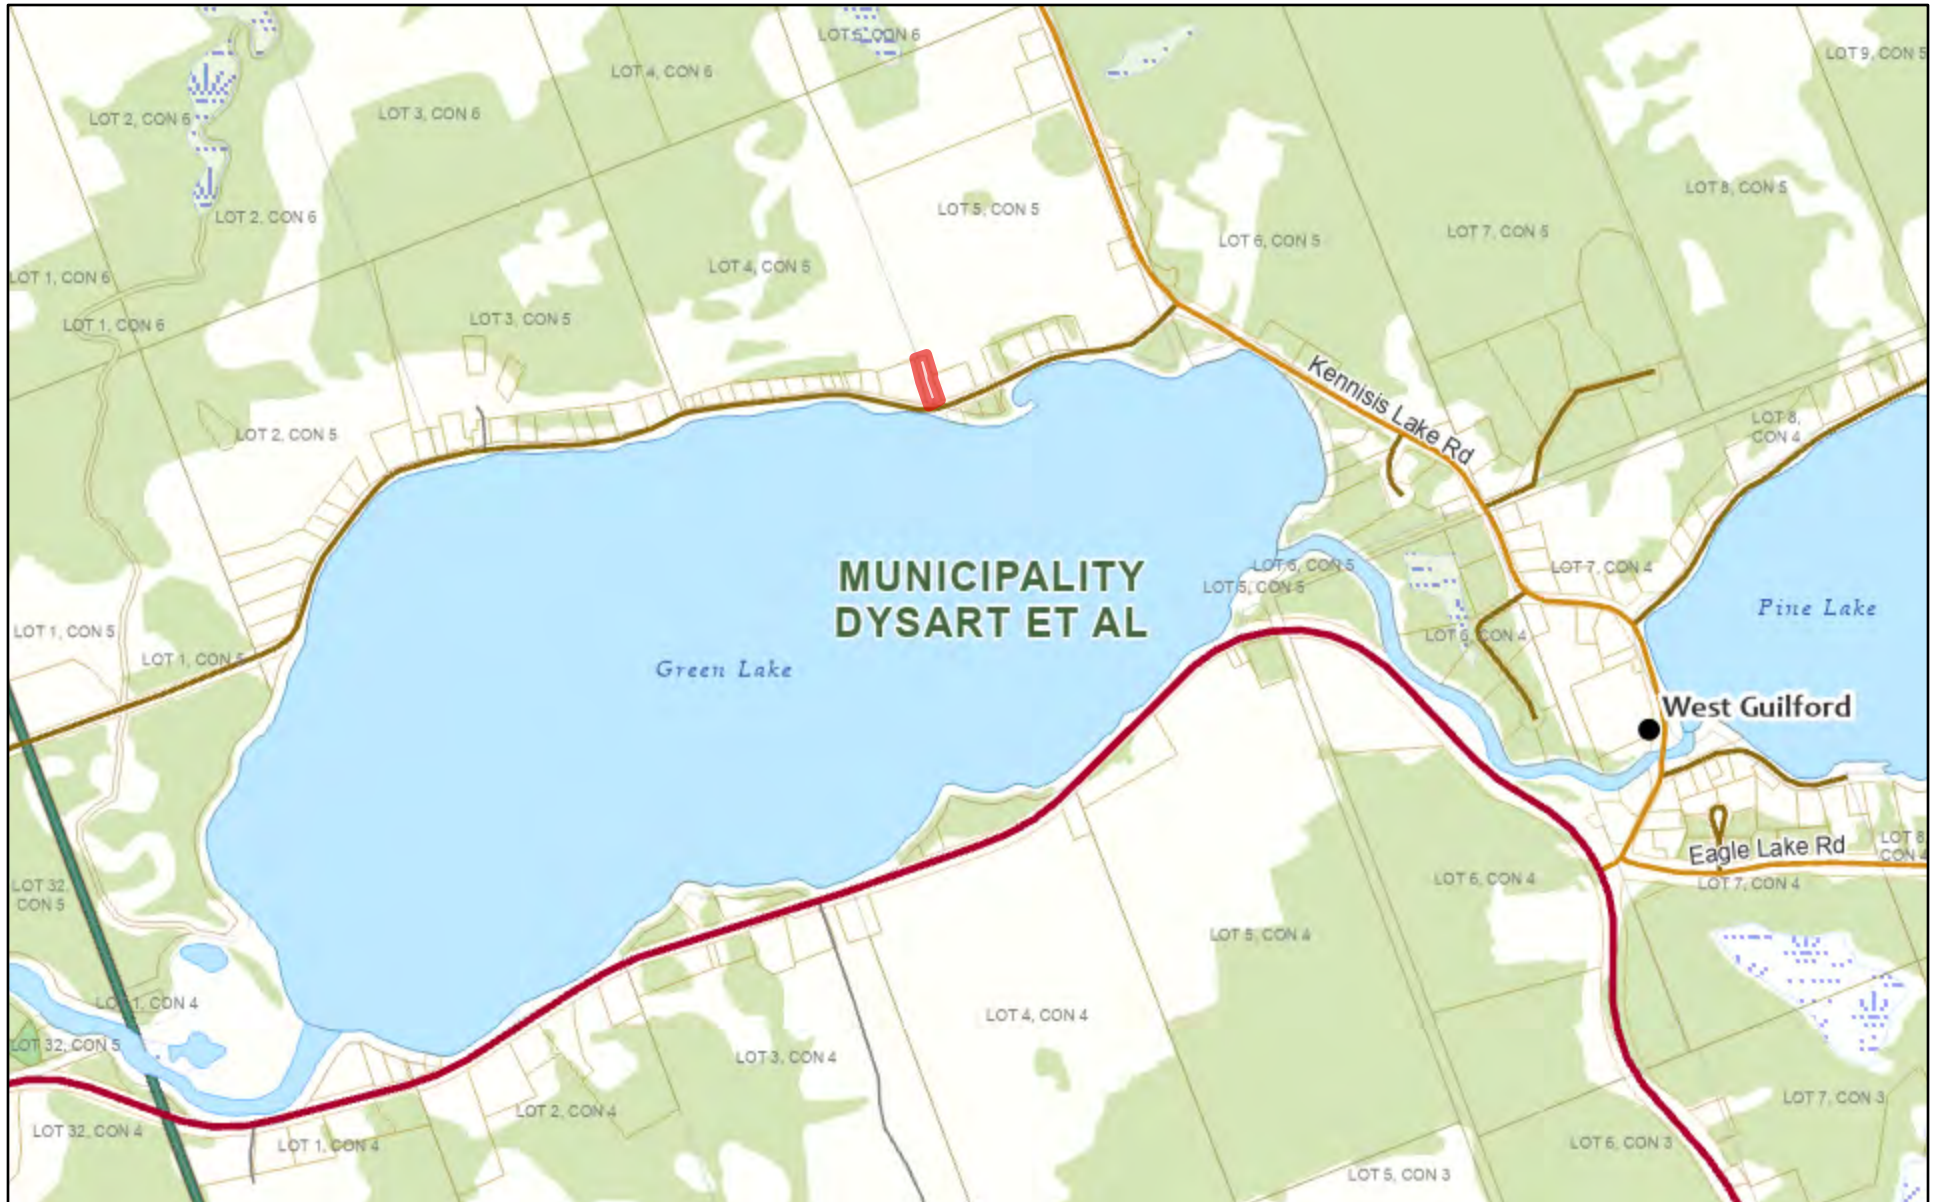 LOT 5, CON 6
LOT 9, CON 5
LOT 4, CON 6
LOT 3, CON 6
LOT 2, CON 6
LOT 8, CON 5
LOT 2, CON 6
LOT 5, CON 5
LOT 7, CON 5
LOT 6, CON 5
LOT 4, CON 5
LOT 1, CON 6
LOT 3, CON 5
LOT 1, CON 6
Kennisis Lake Rd
LOT 8,
CON 4
LOT 2, CON 5
LOT 6, CON 5
LOT 7, CON 4
MUNICIPALITY
DYSART ET AL
LOT 5, CON 5
Pine Lake
LOT 1, CON 5
LOT 6, CON 4
LOT 1, CON 5
Green Lake
West Guilford
LOT 8,
CON 4
Eagle Lake Rd
LOT 6, CON 4
LOT 7, CON 4
LOT 32,
CON 5
LOT 5, CON 4
LOT 1, CON 4
LOT 4, CON 4
LOT 32, CON 5
LOT 3, CON 4
LOT 7, CON 3
LOT 2, CON 4
LOT 32, CON 4
LOT 1, CON 4
LOT 6, CON 3
LOT 5, CON 3